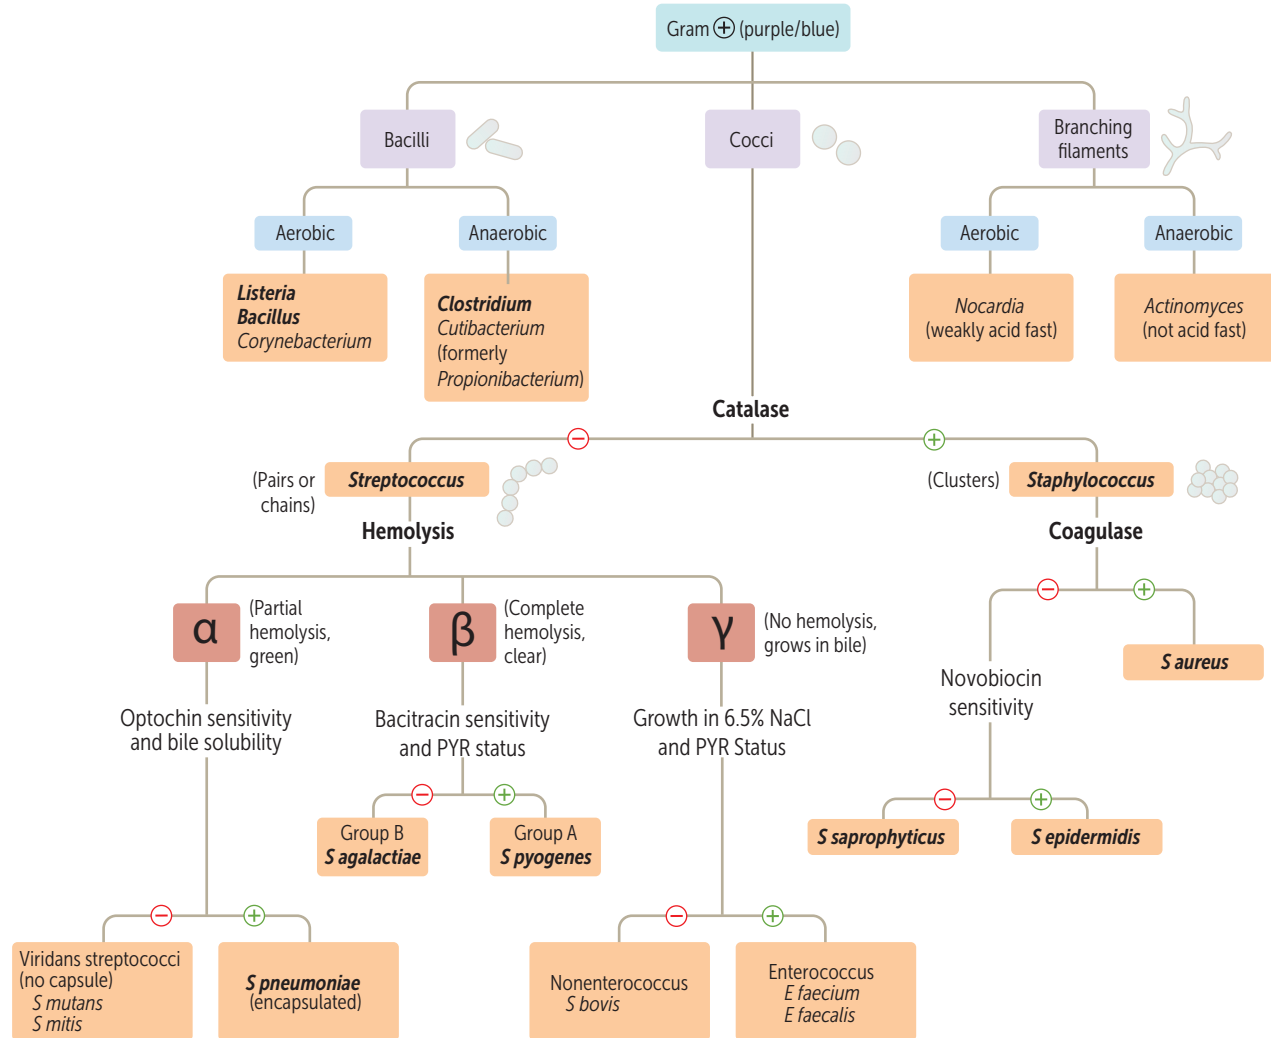 Gram ⊕ (purple/blue)
Bacilli
Cocci
Branching
filaments
Aerobic
Anaerobic
Aerobic
Anaerobic
Listeria
Bacillus
Corynebacterium
Clostridium
Cutibacterium
(formerly
Propionibacterium)
Nocardia
(weakly acid fast)
Actinomyces
(not acid fast)
Catalase
−
+
(Pairs or
chains)
Streptococcus
(Clusters)
Staphylococcus
Hemolysis
Coagulase
−
+
α
(Partial
hemolysis,
green)
β
(Complete
hemolysis,
clear)
γ
(No hemolysis,
grows in bile)
S aureus
Novobiocin
sensitivity
Optochin sensitivity
and bile solubility
Bacitracin sensitivity
and PYR status
Growth in 6.5% NaCl
and PYR Status
−
+
−
+
Group B
S agalactiae
Group A
S pyogenes
S saprophyticus
S epidermidis
−
+
−
+
Viridans streptococci
(no capsule)
S mutans
S mitis
S pneumoniae
(encapsulated)
Nonenterococcus
S bovis
Enterococcus
E faecium
E faecalis